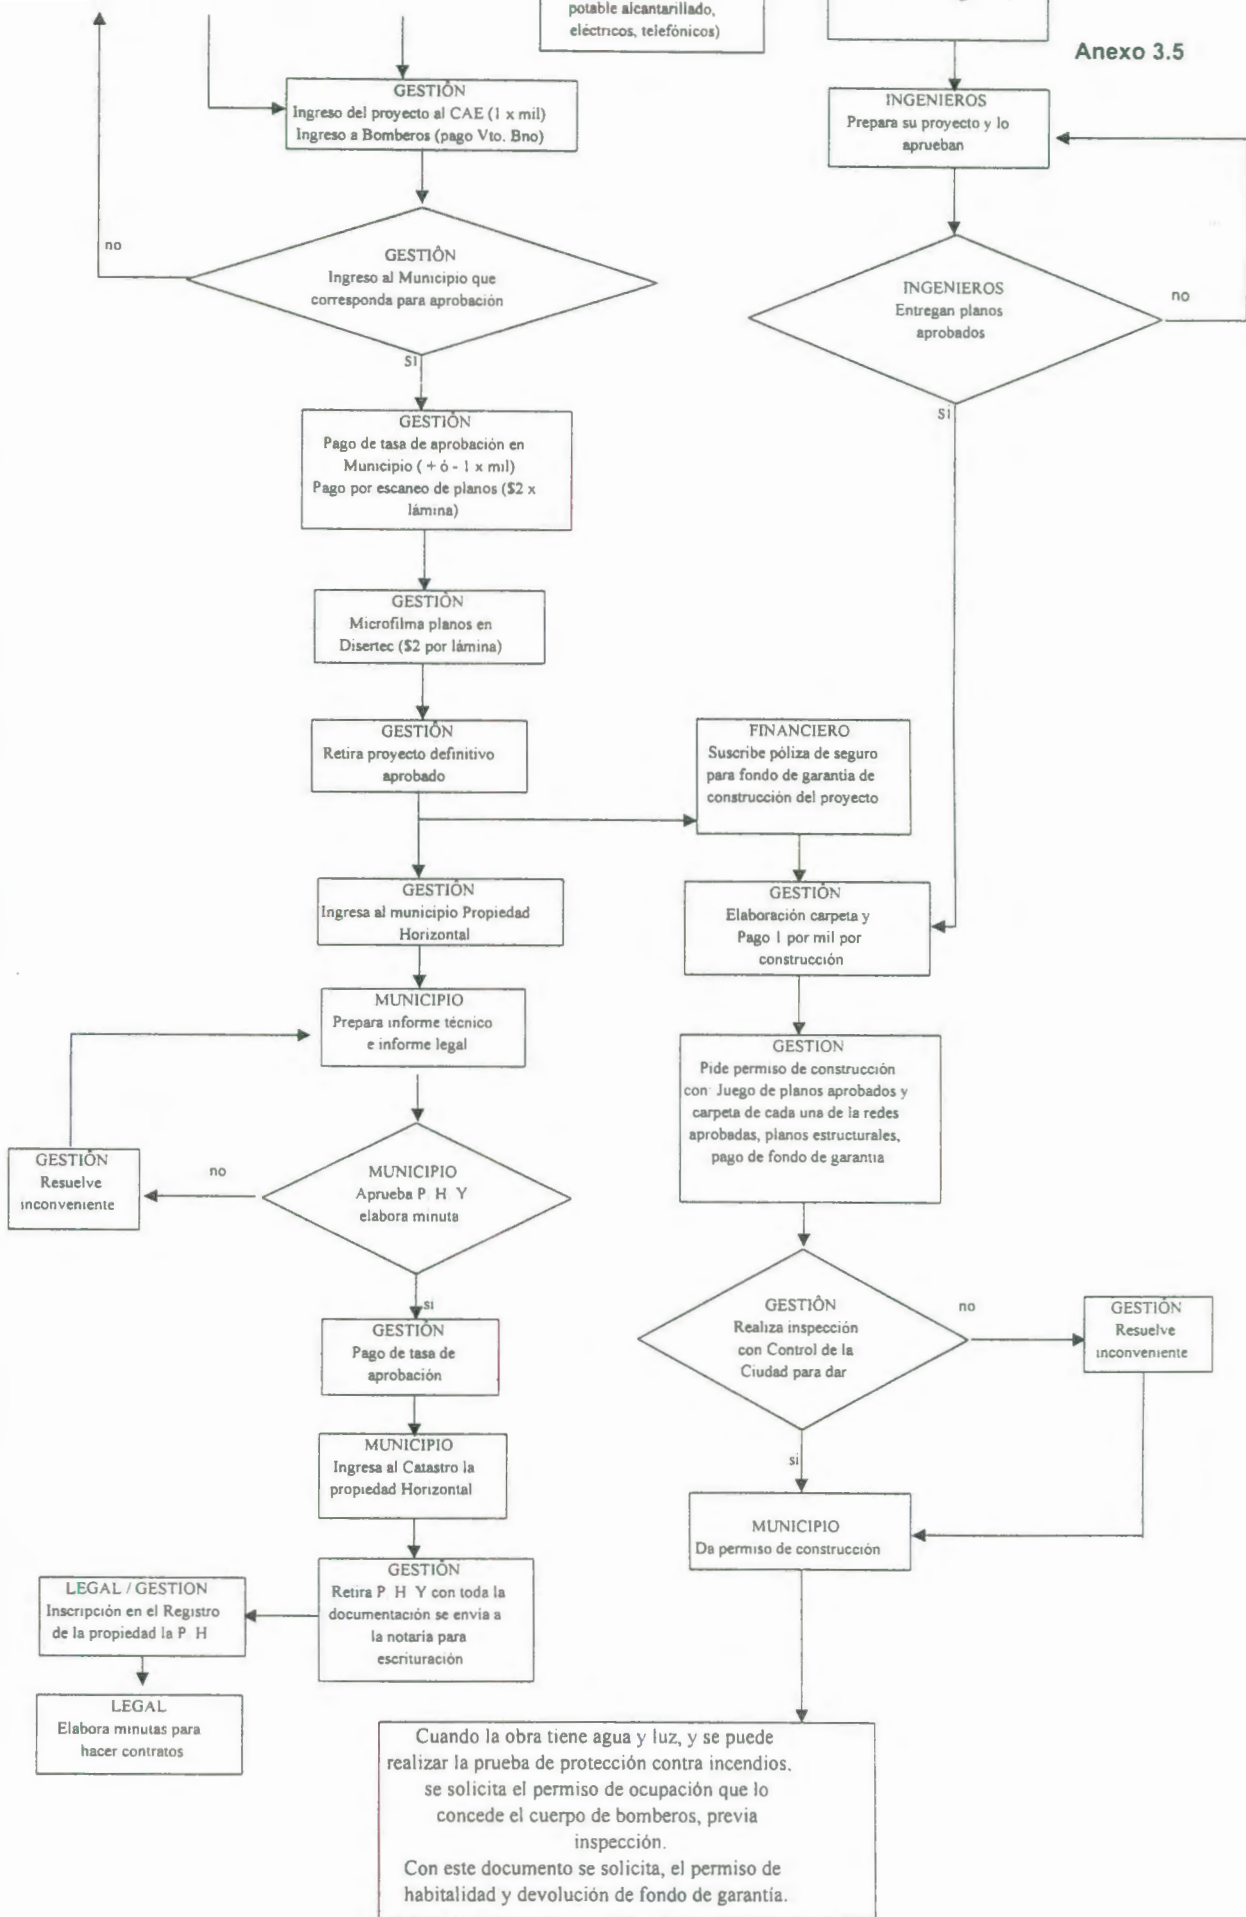 potable alcantarillado,
eléctricos, telefónicos)
Anexo 3.5
GESTIÓN
Ingreso del proyecto al CAE (1 x mil)
Ingreso a Bomberos (pago Vto. Bno)
INGENIEROS
Prepara su proyecto y lo
aprueban
no
GESTIÓN
Ingreso al Municipio que
corresponda para aprobación
INGENIEROS
Entregan planos
aprobados
no
SI
si
GESTIÓN
Pago de tasa de aprobación en
Municipio ( + ó - 1 x mil)
Pago por escaneo de planos ($2 x
lámina)
GESTIÓN
Microfilma planos en
Disertec ($2 por lámina)
GESTIÓN
Retira proyecto definitivo
aprobado
FINANCIERO
Suscribe póliza de seguro
para fondo de garantía de
construcción del proyecto
GESTIÓN
Ingresa al municipio Propiedad
Horizontal
GESTIÓN
Elaboración carpeta y
Pago 1 por mil por
construcción
MUNICIPIO
Prepara informe técnico
e informe legal
GESTION
Pide permiso de construcción
con Juego de planos aprobados y
carpeta de cada una de la redes
aprobadas, planos estructurales,
pago de fondo de garantía
GESTIÓN
Resuelve
inconveniente
no
MUNICIPIO
Aprueba P H Y
elabora minuta
si
GESTIÓN
Pago de tasa de
aprobación
GESTIÓN
Realiza inspección
con Control de la
Ciudad para dar
no
GESTIÓN
Resuelve
inconveniente
MUNICIPIO
Ingresa al Catastro la
propiedad Horizontal
si
MUNICIPIO
Da permiso de construcción
GESTIÓN
Retira P H Y con toda la
documentación se envía a
la notaría para
escrituración
LEGAL / GESTION
Inscripción en el Registro
de la propiedad la P H
LEGAL
Elabora minutas para
hacer contratos
Cuando la obra tiene agua y luz, y se puede
realizar la prueba de protección contra incendios.
se solicita el permiso de ocupación que lo
concede el cuerpo de bomberos, previa
inspección.
Con este documento se solicita, el permiso de
habitalidad y devolución de fondo de garantía.